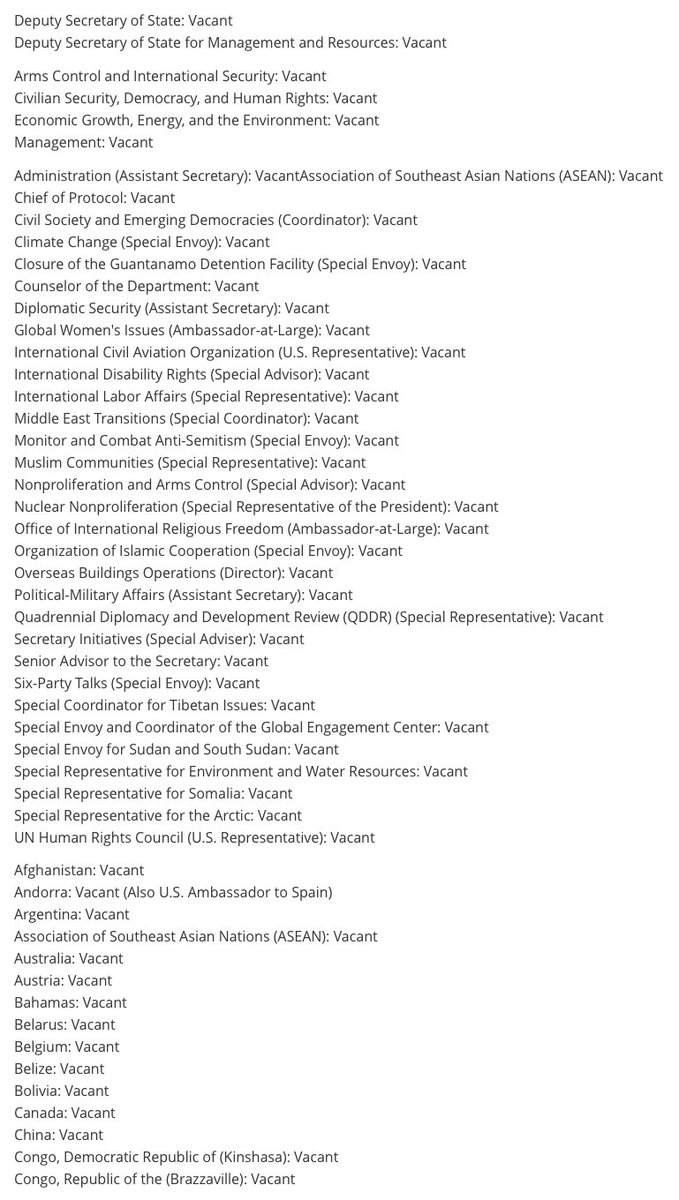 Deputy Secretary of State: Vacant
Deputy Secretary of State for Management and Resources: Vacant
Arms Control and International Security: Vacant
Civilian Security, Democracy, and Human Rights: Vacant
Economic Growth, Energy, and the Environment: Vacant
Management: Vacant
Administration (Assistant Secretary): VacantAssociation of Southeast Asian Nations (ASEAN): Vacant
Chief of Protocol: Vacant
Civil Society and Emerging Democracies (Coordinator): Vacant
Climate Change (Special Envoy): Vacant
Closure of the Guantanamo Detention Facility (Special Envoy): Vacant
Counselor of the Department: Vacant
Diplomatic Security (Assistant Secretary): Vacant
Global Women's Issues (Ambassador-at-Large): Vacant
International Civil Aviation Organization (U.S. Representative): Vacant
International Disability Rights (Special Advisor): Vacant
International Labor Affairs (Special Representative): Vacant
Middle East Transitions (Special Coordinator): Vacant
Monitor and Combat Anti-Semitism (Special Envoy): Vacant
Muslim Communities (Special Representative): Vacant
Nonproliferation and Arms Control (Special Advisor): Vacant
Nuclear Nonproliferation (Special Representative of the President): Vacant
Office of International Religious Freedom (Ambassador-at-Large): Vacant
Organization of Islamic Cooperation (Special Envoy): Vacant
Overseas Buildings Operations (Director): Vacant
Political-Military Affairs (Assistant Secretary): Vacant
Quadrennial Diplomacy and Development Review (QDDR) (Special Representative): Vacant
Secretary Initiatives (Special Adviser): Vacant
Senior Advisor to the Secretary: Vacant
Six-Party Talks (Special Envoy): Vacant
Special Coordinator for Tibetan Issues: Vacant
Special Envoy and Coordinator of the Global Engagement Center: Vacant
Special Envoy for Sudan and South Sudan: Vacant
Special Representative for Environment and Water Resources: Vacant
Special Representative for Somalia: Vacant
Special Representative for the Arctic: Vacant
UN Human Rights Council (U.S. Representative): Vacant
Afghanistan: Vacant
Andorra: Vacant (Also U.S. Ambassador to Spain)
Argentina: Vacant
Association of Southeast Asian Nations (ASEAN): Vacant
Australia: Vacant
Austria: Vacant
Bahamas: Vacant
Belarus: Vacant
Belgium: Vacant
Belize: Vacant
Bolivia: Vacant
Canada: Vacant
China: Vacant
Congo, Democratic Republic of (Kinshasa): Vacant
Congo, Republic of the (Brazzaville): Vacant